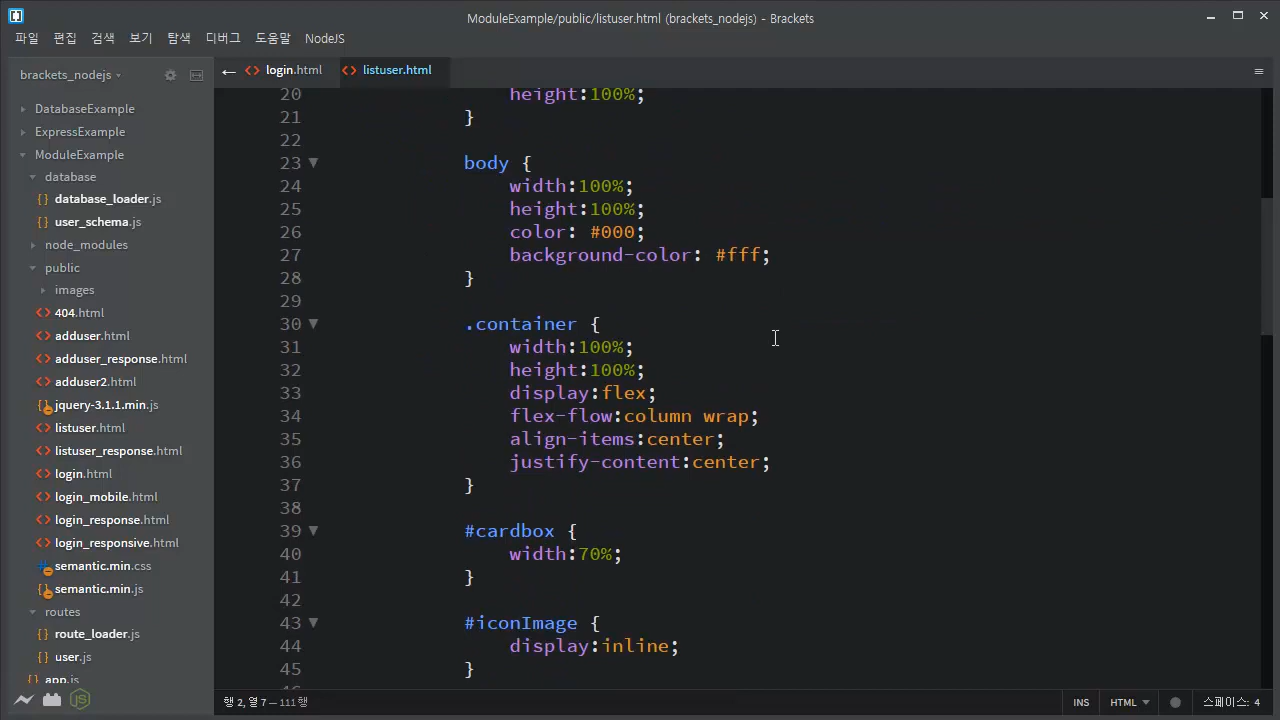 ModuleExample/public/listuser.html (brackets_nodejs) - Brackets
파일 편집 검색 보기 탐색 디버그 도움말 NodeJS
brackets_nodejs
DatabaseExample
ExpressExample
ModuleExample
database
database_loader.js
user_schema.js
node_modules
public
images
404.html
adduser.html
adduser_response.html
adduser2.html
jquery-3.1.1.min.js
listuser.html
listuser_response.html
login.html
login_mobile.html
login_response.html
login_responsive.html
semantic.min.css
semantic.min.js
routes
route_loader.js
user.js
app.js
login.html listuser.html
20 height:100%;
21 }
22
23 body {
24 width:100%;
25 height:100%;
26 color: #000;
27 background-color: #fff;
28 }
29
30 .container {
31 width:100%;
32 height:100%;
33 display:flex;
34 flex-flow:column wrap;
35 align-items:center;
36 justify-content:center;
37 }
38
39 #cardbox {
40 width:70%;
41 }
42
43 #iconImage {
44 display:inline;
45 }
행 2, 열 7 — 111 행
INS HTML 스페이스: 4